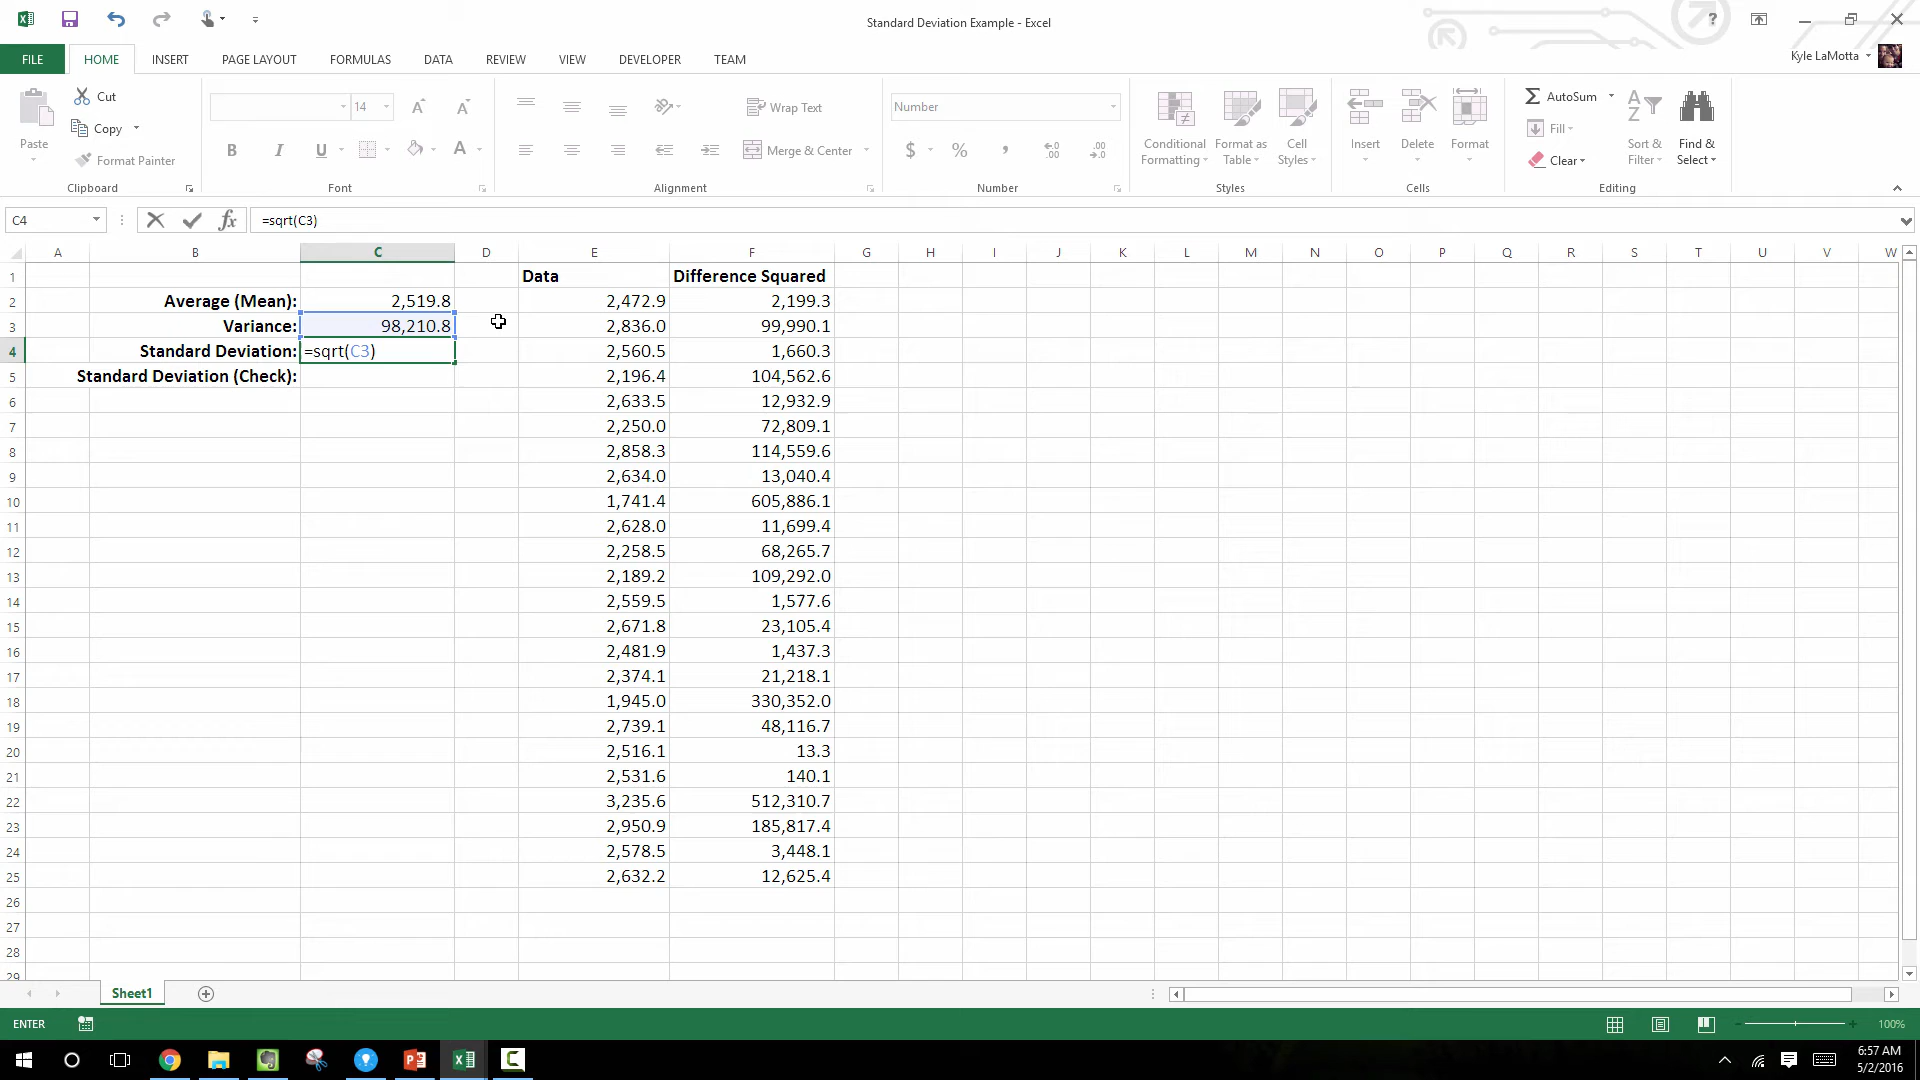 Standard Deviation Example - Excel
?
FILE HOME INSERT PAGE LAYOUT FORMULAS DATA REVIEW VIEW DEVELOPER TEAM Kyle LaMotta
Paste
Cut
Copy
Format Painter
Clipboard
14
B I U
Font
Wrap Text
Merge & Center
Alignment
Number
$ % ,
Number
Conditional Formatting
Format as Table
Cell Styles
Styles
Insert Delete Format
Cells
AutoSum
Fill
Clear
Sort & Filter
Find & Select
Editing
C4 fx =sqrt(C3)
A B C D E F G H I J K L M N O P Q R S T U V W
1 Data Difference Squared
2 Average (Mean): 2,519.8 2,472.9 2,199.3
3 Variance: 98,210.8 2,836.0 99,990.1
4 Standard Deviation: =sqrt(C3) 2,560.5 1,660.3
5 Standard Deviation (Check): 2,196.4 104,562.6
6 2,633.5 12,932.9
7 2,250.0 72,809.1
8 2,858.3 114,559.6
9 2,634.0 13,040.4
10 1,741.4 605,886.1
11 2,628.0 11,699.4
12 2,258.5 68,265.7
13 2,189.2 109,292.0
14 2,559.5 1,577.6
15 2,671.8 23,105.4
16 2,481.9 1,437.3
17 2,374.1 21,218.1
18 1,945.0 330,352.0
19 2,739.1 48,116.7
20 2,516.1 13.3
21 2,531.6 140.1
22 3,235.6 512,310.7
23 2,950.9 185,817.4
24 2,578.5 3,448.1
25 2,632.2 12,625.4
26
27
28
29
Sheet1
ENTER 100%
6:57 AM
5/2/2016